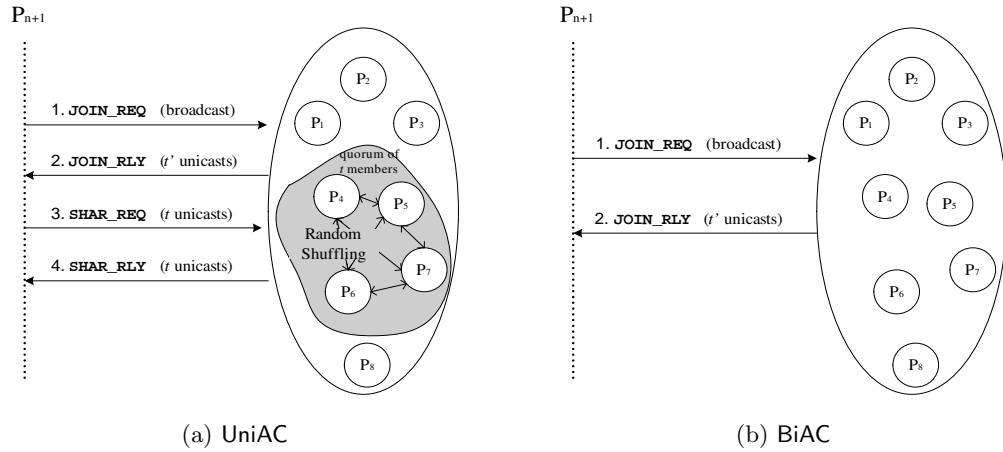 Pn+1
1. JOIN_REQ (broadcast)
2. JOIN_RLY (t' unicasts)
3. SHAR_REQ (t unicasts)
4. SHAR_RLY (t unicasts)
P2
P1
P3
quorum of
t members
P4
P5
Random
Shuffling
P7
P6
P8
(a) UniAC
Pn+1
1. JOIN_REQ (broadcast)
2. JOIN_RLY (t' unicasts)
P2
P1
P3
P4
P5
P7
P6
P8
(b) BiAC